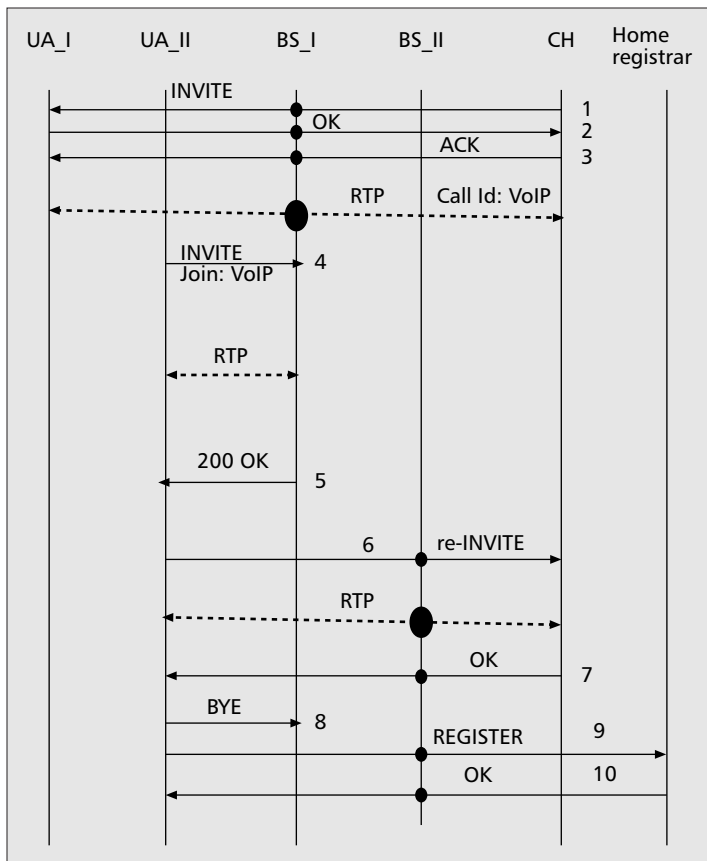 UA_I UA_II BS_I BS_II CH Home
registrar
INVITE
1
OK
2
ACK
3
RTP Call Id: VoIP
INVITE
Join: VoIP
4
RTP
200 OK
5
6 re-INVITE
RTP
OK
7
BYE
8
REGISTER 9
OK 10